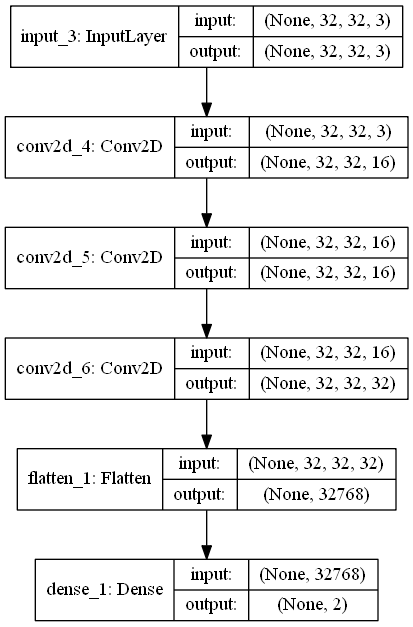 input_3: InputLayer
input: (None, 32, 32, 3)
output: (None, 32, 32, 3)
conv2d_4: Conv2D
input: (None, 32, 32, 3)
output: (None, 32, 32, 16)
conv2d_5: Conv2D
input: (None, 32, 32, 16)
output: (None, 32, 32, 16)
conv2d_6: Conv2D
input: (None, 32, 32, 16)
output: (None, 32, 32, 32)
flatten_1: Flatten
input: (None, 32, 32, 32)
output: (None, 32768)
dense_1: Dense
input: (None, 32768)
output: (None, 2)